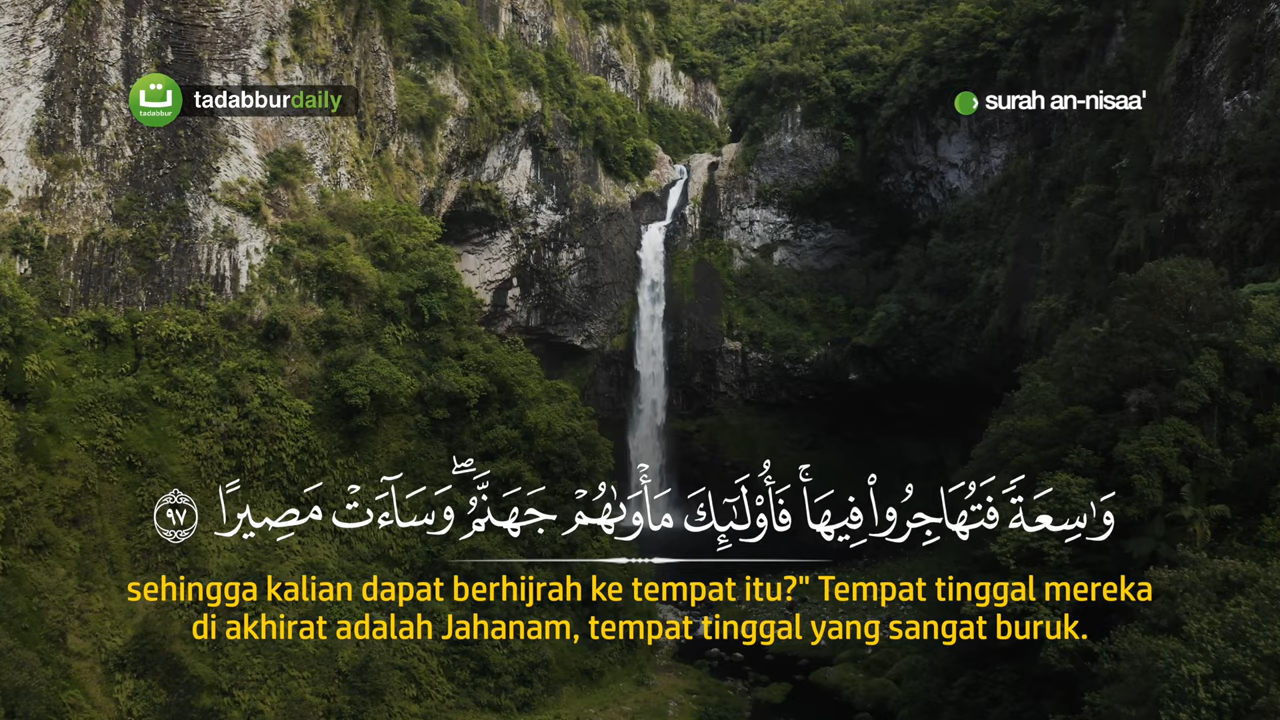 ت
tadabbur
tadabburdaily
surah an-nisaa'
وَٰسِعَةً فَتُهَاجِرُوا۟ فِيهَا ۚ فَأُو۟لَـٰٓئِكَ مَأْوَىٰهُمْ جَهَنَّمُ ۖ وَسَآءَتْ مَصِيرًا ٩٧
sehingga kalian dapat berhijrah ke tempat itu?" Tempat tinggal mereka
di akhirat adalah Jahanam, tempat tinggal yang sangat buruk.